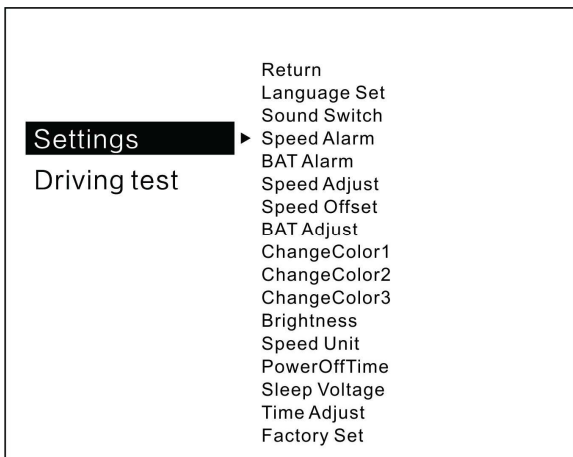 Settings
Driving test
Return
Language Set
Sound Switch
Speed Alarm
BAT Alarm
Speed Adjust
Speed Offset
BAT Adjust
ChangeColor1
ChangeColor2
ChangeColor3
Brightness
Speed Unit
PowerOffTime
Sleep Voltage
Time Adjust
Factory Set